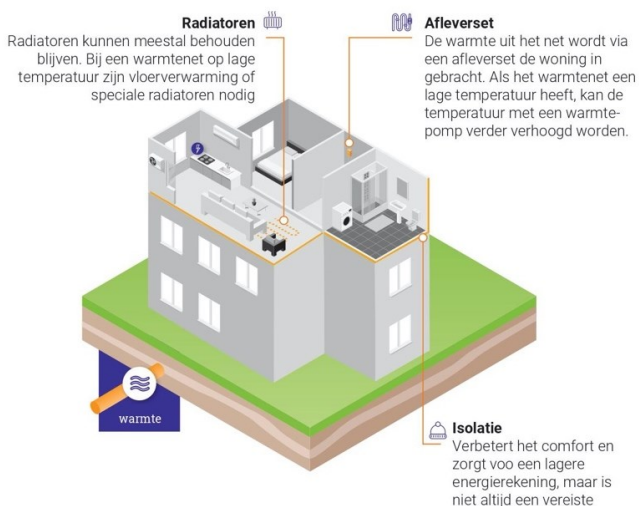 Radiatoren
Radiatoren kunnen meestal behouden
blijven. Bij een warmtenet op lage
temperatuur zijn vloerverwarming of
speciale radiatoren nodig
Afleverset
De warmte uit het net wordt via
een afleverset de woning in
gebracht. Als het warmtenet een
lage temperatuur heeft, kan de
temperatuur met een warmte-
pomp verder verhoogd worden.
warmte
Isolatie
Verbetert het comfort en
zorgt voo een lagere
energierekening, maar is
niet altijd een vereiste